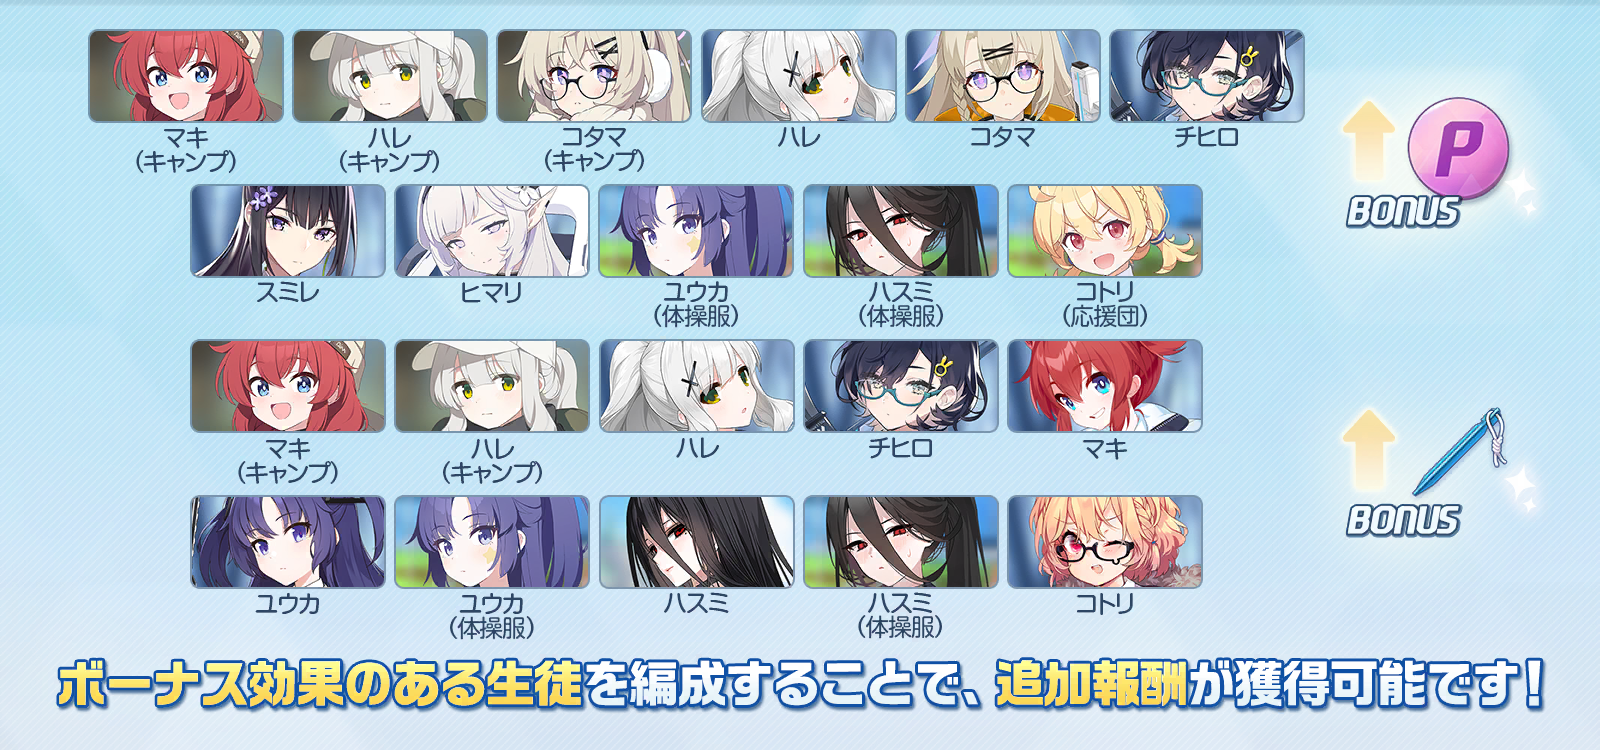 マキ
(キャンプ)
ハレ
(キャンプ)
コタマ
(キャンプ)
ハレ
コタマ
チヒロ
P
BONUS
スミレ
ヒマリ
ユウカ
(体操服)
ハスミ
(体操服)
コトリ
(応援団)
マキ
(キャンプ)
ハレ
(キャンプ)
ハレ
チヒロ
マキ
BONUS
ユウカ
ユウカ
(体操服)
ハスミ
ハスミ
(体操服)
コトリ
ボーナス効果のある生徒を編成することで、追加報酬が獲得可能です!